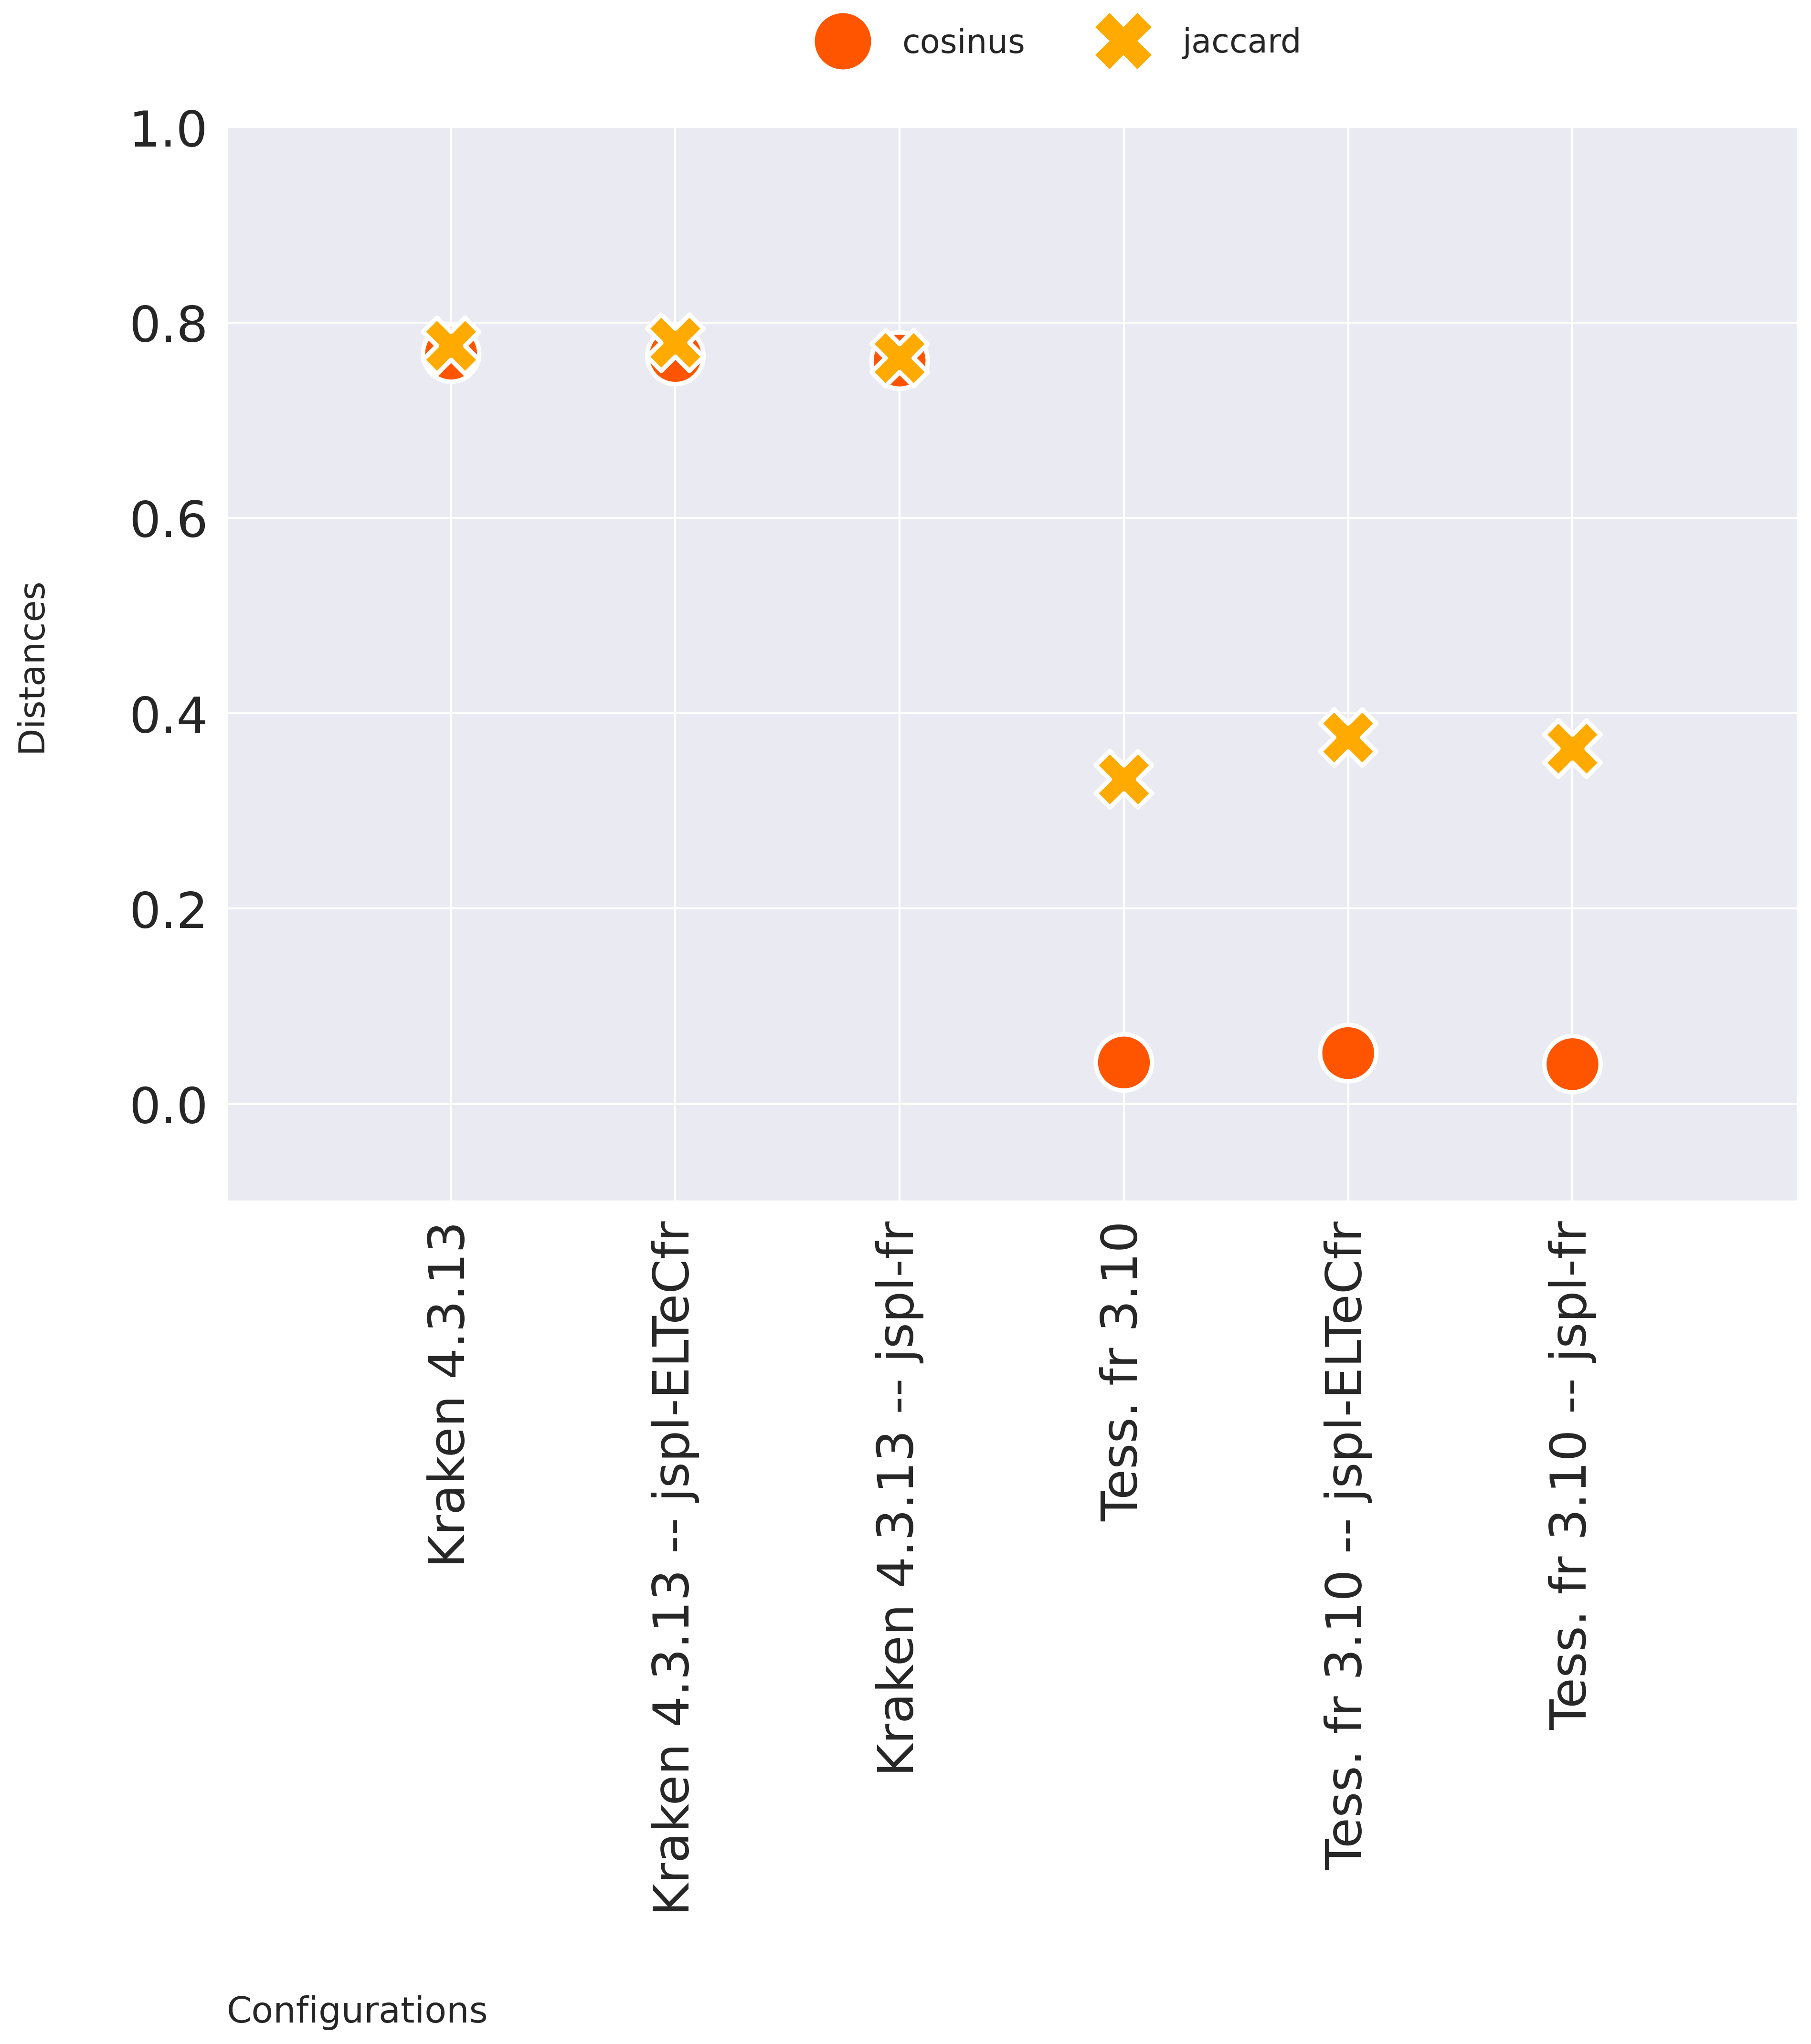 cosinus
jaccard
1.0
0.8
0.6
0.4
0.2
0.0
Distances
Kraken 4.3.13
Kraken 4.3.13 -- jspl-ELTeCfr
Kraken 4.3.13 -- jspl-fr
Tess. fr 3.10
Tess. fr 3.10 -- jspl-ELTeCfr
Tess. fr 3.10 -- jspl-fr
Configurations